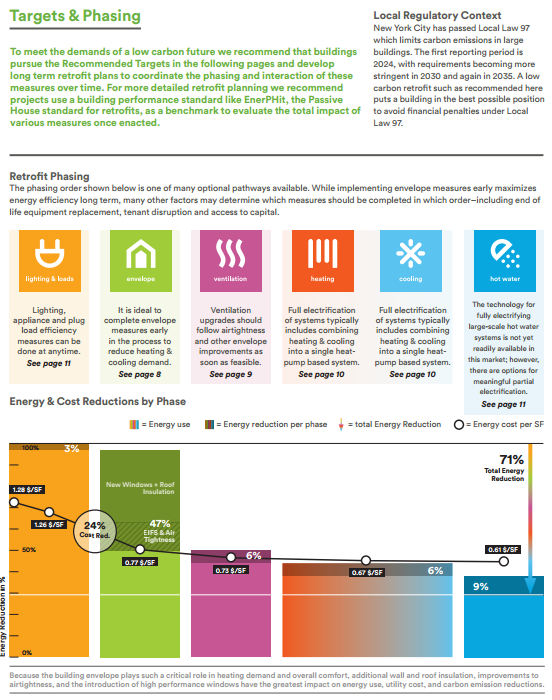 Targets & Phasing
To meet the demands of a low carbon future we recommend that buildings
pursue the Recommended Targets in the following pages and develop
long term retrofit plans to coordinate the phasing and interaction of these
measures over time. For more detailed retrofit planning we recommend
projects use a building performance standard like EnerPHit, the Passive
House standard for retrofits, as a benchmark to evaluate the total impact of
various measures once enacted.
Local Regulatory Context
New York City has passed Local Law 97
which limits carbon emissions in large
buildings. The first reporting period is
2024, with requirements becoming more
stringent in 2030 and again in 2035. A low
carbon retrofit such as recommended here
puts a building in the best possible position
to avoid financial penalties under Local
Law 97.
Retrofit Phasing
The phasing order shown below is one of many optional pathways available. While implementing envelope measures early maximizes
energy efficiency long term, many other factors may determine which measures should be completed in which order–including end of
life equipment replacement, tenant disruption and access to capital.
lighting & loads
Lighting,
appliance and plug
load efficiency
measures can be
done at anytime.
See page 11
envelope
It is ideal to
complete envelope
measures early
in the process to
reduce heating &
cooling demand.
See page 8
ventilation
Ventilation
upgrades should
follow airtightness
and other envelope
improvements as
soon as feasible.
See page 9
heating
Full electrification
of systems typically
includes combining
heating & cooling
into a single heat-
pump based system.
See page 10
cooling
Full electrification
of systems typically
includes combining
heating & cooling
into a single heat-
pump based system.
See page 10
hot water
The technology for
fully electrifying
large-scale hot water
systems is not yet
readily available in
this market; however,
there are options for
meaningful partial
electrification.
See page 11
Energy & Cost Reductions by Phase
= Energy use
= Energy reduction per phase
= total Energy Reduction
= Energy cost per SF
Energy Reduction in %
100%
50%
0%
3%
1.28 $/SF
1.26 $/SF
24%
Cost Red.
New Windows + Roof
Insulation
47%
EIFS & Air
Tightness
0.77 $/SF
6%
0.73 $/SF
0.67 $/SF
6%
71%
Total Energy
Reduction
0.61 $/SF
9%
Because the building envelope plays such a critical role in heating demand and overall comfort, additional wall and roof insulation, improvements to
airtightness, and the introduction of high performance windows have the greatest impact on energy use, utility cost, and carbon emission reductions.